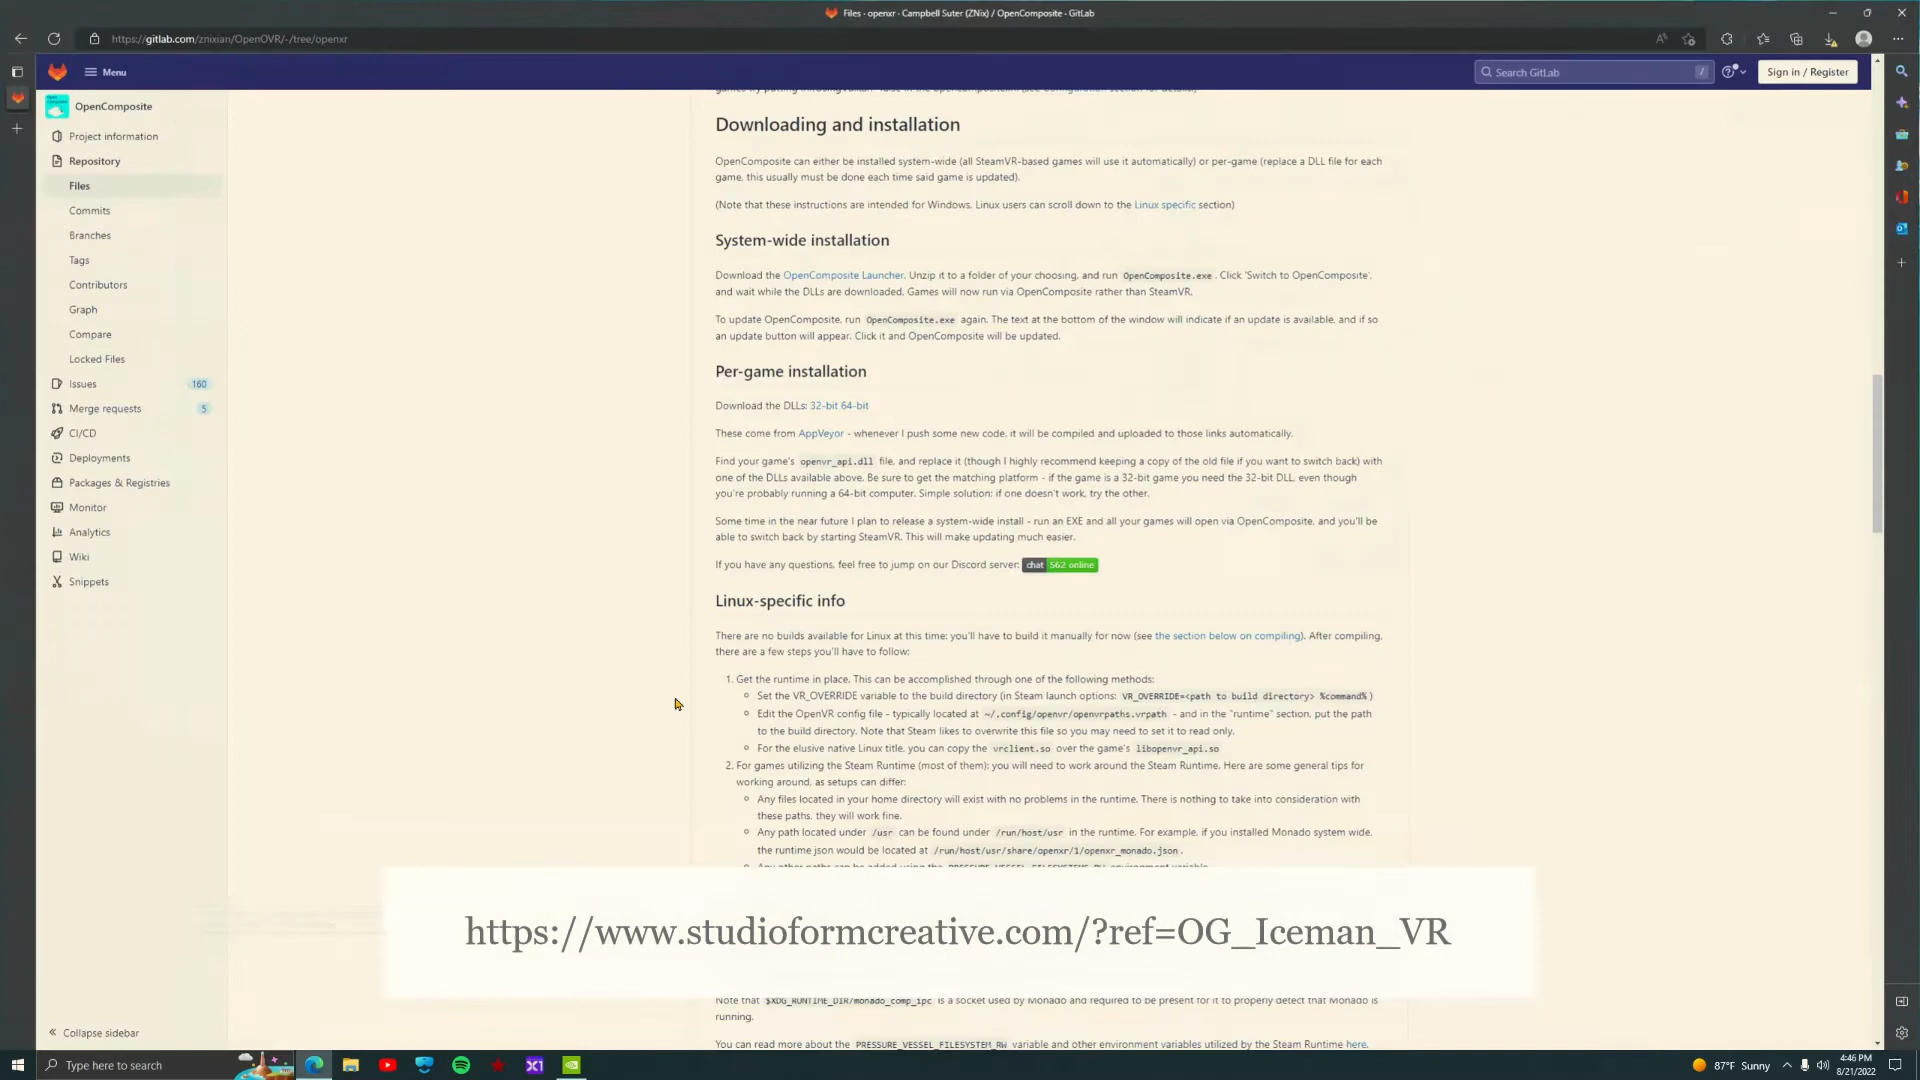 Files · openxr · Campbell Suter (ZNix) / OpenComposite · GitLab
https://gitlab.com/znixian/OpenOVR/-/tree/openxr
Menu
Search GitLab
/
Sign in / Register
OpenComposite
Project information
Repository
Files
Commits
Branches
Tags
Contributors
Graph
Compare
Locked Files
Issues 160
Merge requests 5
CI/CD
Deployments
Packages & Registries
Monitor
Analytics
Wiki
Snippets
Collapse sidebar
Downloading and installation
OpenComposite can either be installed system-wide (all SteamVR-based games will use it automatically) or per-game (replace a DLL file for each
game, this usually must be done each time said game is updated).
(Note that these instructions are intended for Windows. Linux users can scroll down to the Linux specific section)
System-wide installation
Download the OpenComposite Launcher. Unzip it to a folder of your choosing, and run OpenComposite.exe. Click 'Switch to OpenComposite',
and wait while the DLLs are downloaded. Games will now run via OpenComposite rather than SteamVR.
To update OpenComposite, run OpenComposite.exe again. The text at the bottom of the window will indicate if an update is available, and if so
an update button will appear. Click it and OpenComposite will be updated.
Per-game installation
Download the DLLs: 32-bit 64-bit
These come from AppVeyor - whenever I push some new code, it will be compiled and uploaded to those links automatically.
Find your game's openvr_api.dll file, and replace it (though I highly recommend keeping a copy of the old file if you want to switch back) with
one of the DLLs available above. Be sure to get the matching platform - if the game is a 32-bit game you need the 32-bit DLL, even though
you're probably running a 64-bit computer. Simple solution: if one doesn't work, try the other.
Some time in the near future I plan to release a system-wide install - run an EXE and all your games will open via OpenComposite, and you'll be
able to switch back by starting SteamVR. This will make updating much easier.
If you have any questions, feel free to jump on our Discord server: chat 562 online
Linux-specific info
There are no builds available for Linux at this time; you'll have to build it manually for now (see the section below on compiling). After compiling,
there are a few steps you'll have to follow:
1. Get the runtime in place. This can be accomplished through one of the following methods:
Set the VR_OVERRIDE variable to the build directory (in Steam launch options: VR_OVERRIDE=<path to build directory> %command%)
Edit the OpenVR config file - typically located at ~/.config/openvr/openvrpaths.vrpath - and in the "runtime" section, put the path
to the build directory. Note that Steam likes to overwrite this file so you may need to set it to read only.
For the elusive native Linux title, you can copy the vrclient.so over the game's libopenvr_api.so
2. For games utilizing the Steam Runtime (most of them); you will need to work around the Steam Runtime. Here are some general tips for
working around, as setups can differ:
Any files located in your home directory will exist with no problems in the runtime. There is nothing to take into consideration with
these paths, they will work fine.
Any path located under /usr can be found under /run/host/usr in the runtime. For example, if you installed Monado system wide,
the runtime json would be located at /run/host/usr/share/openxr/1/openxr_monado.json.
https://www.studioformcreative.com/?ref=OG_Iceman_VR
Note that $XDG_RUNTIME_DIR/monado_comp_ipc is a socket used by Monado and required to be present for it to properly detect that Monado is
running.
You can read more about the PRESSURE_VESSEL_FILESYSTEM_RW variable and other environment variables utilized by the Steam Runtime here.
Type here to search
X1
87°F Sunny
4:46 PM
8/21/2022